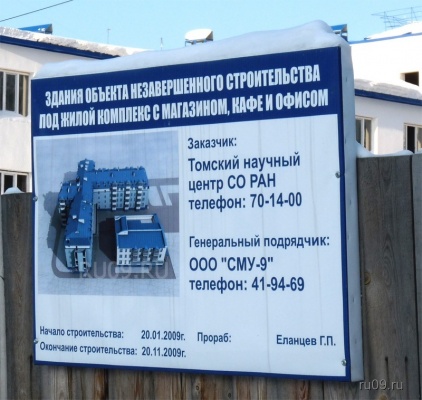 ЗДАНИЯ ОБЪЕКТА НЕЗАВЕРШЕННОГО СТРОИТЕЛЬСТВА
ПОД ЖИЛОЙ КОМПЛЕКС С МАГАЗИНОМ, КАФЕ И ОФИСОМ
Заказчик:
Томский научный
центр СО РАН
телефон: 70-14-00
Генеральный подрядчик:
ООО "СМУ-9"
телефон: 41-94-69
ru09.ru
Начало строительства: 20.01.2009г. Прораб: Еланцев Г.П.
Окончание строительства: 20.11.2009г.
ru09.ru